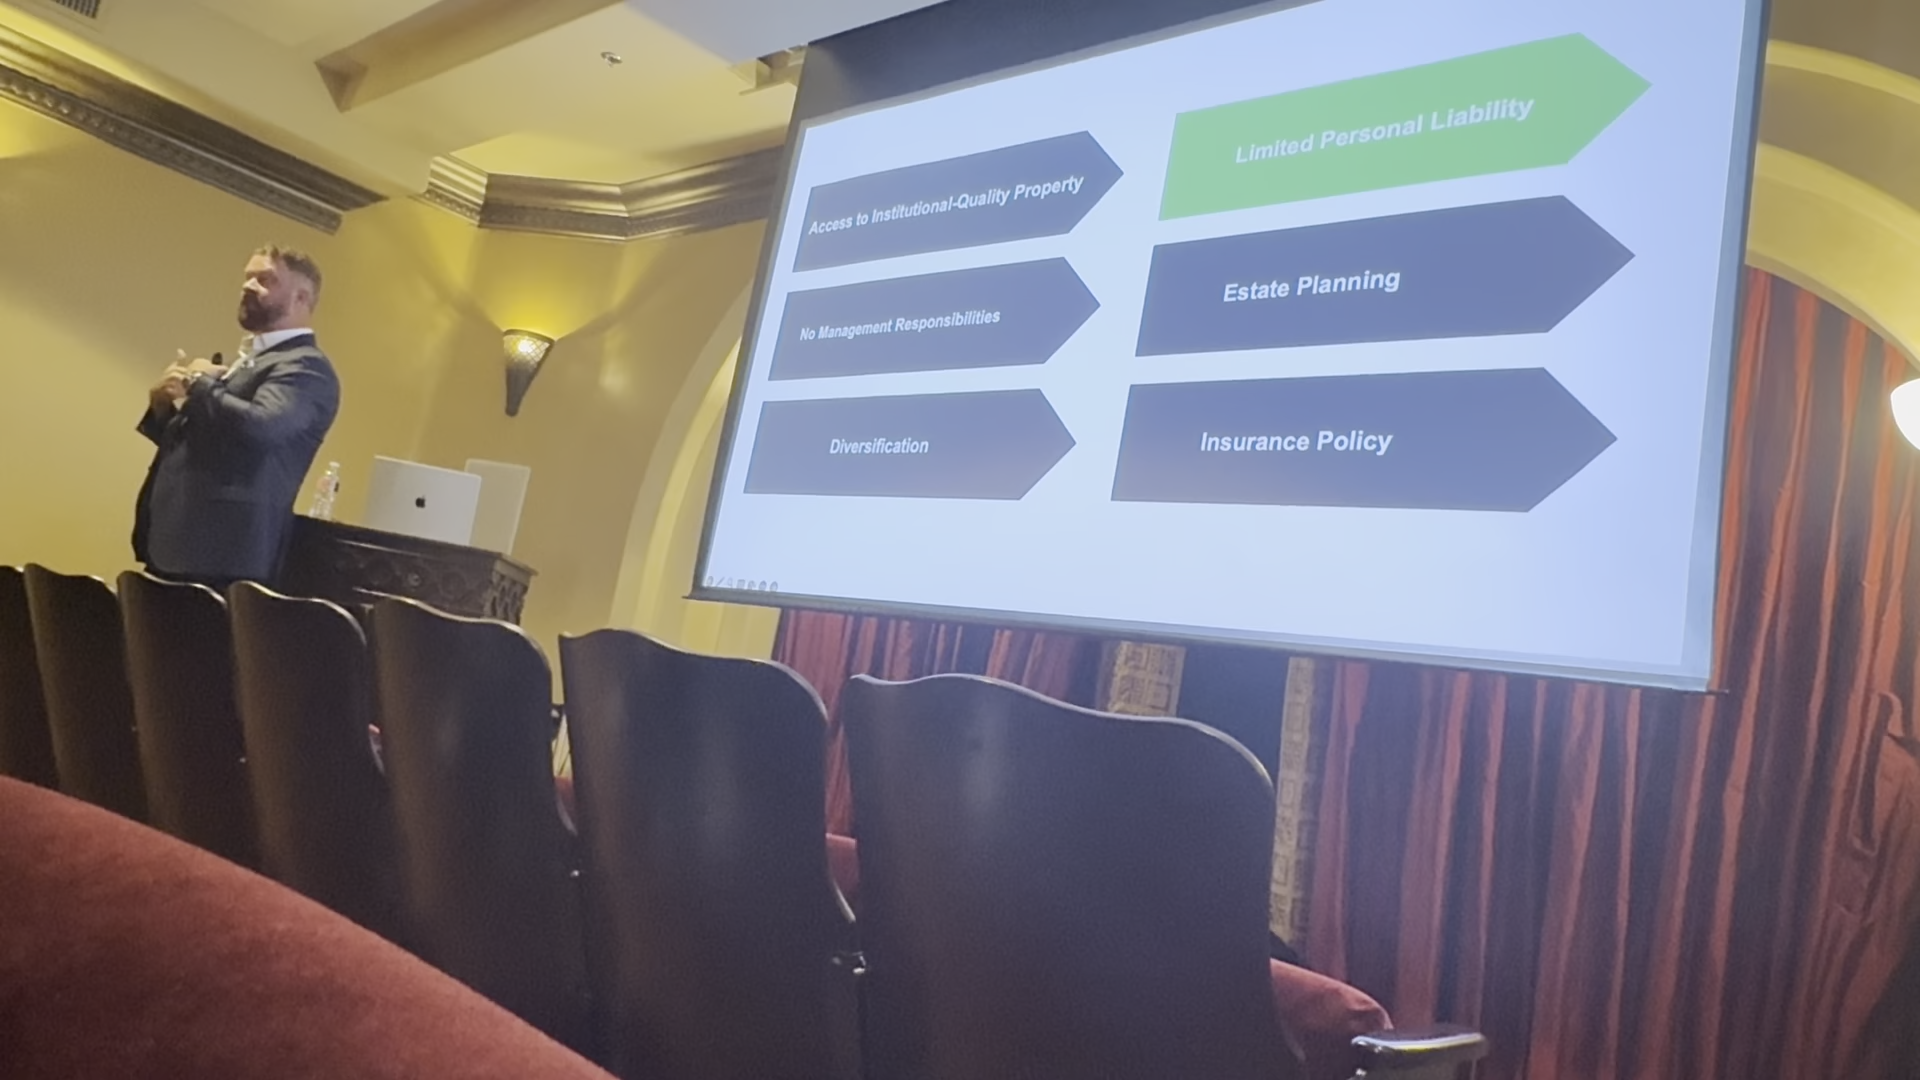 Access to Institutional-Quality Property
No Management Responsibilities
Diversification
Limited Personal Liability
Estate Planning
Insurance Policy